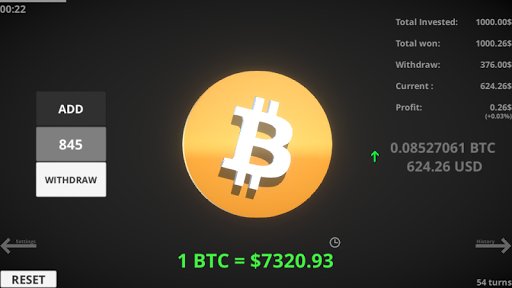 00:22
Total Invested: 1000.00$
Total won: 1000.26$
Withdraw: 376.00$
Current : 624.26$
Profit: 0.26$
(+0.03%)
ADD
845
WITHDRAW
0.08527061 BTC
624.26 USD
Settings
History
1 BTC = $7320.93
RESET
54 turns